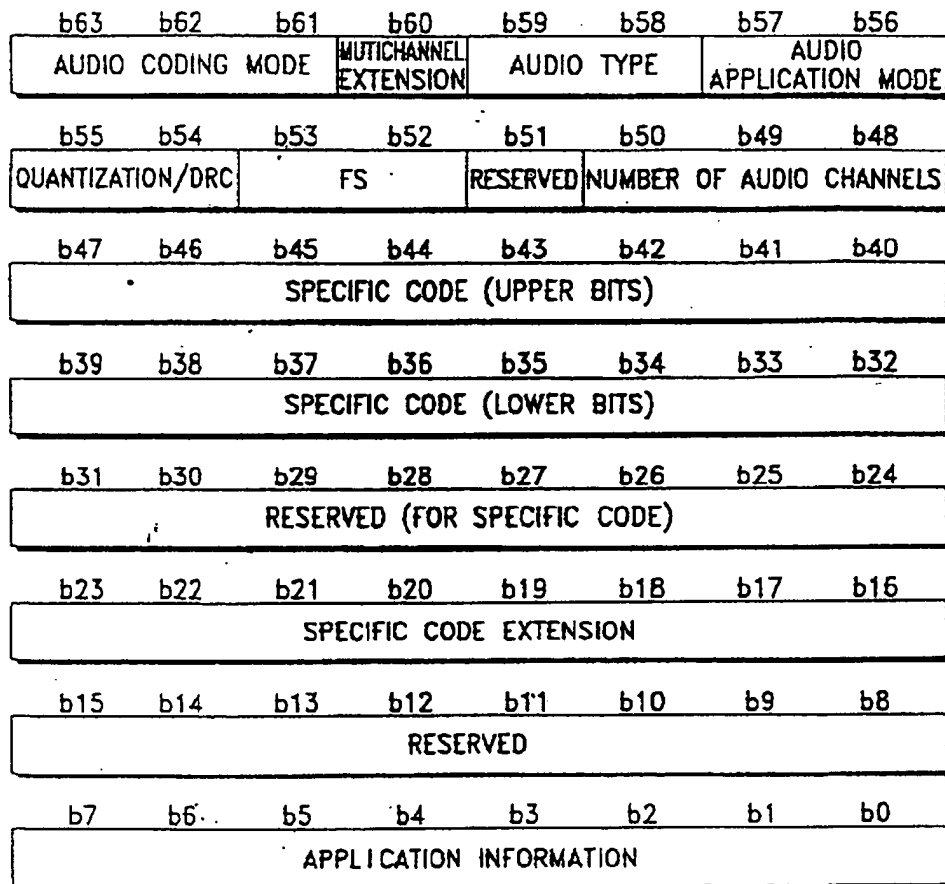 b63 b62 b61 b60 b59 b58 b57 b56
AUDIO CODING MODE MUTICHANNEL EXTENSION AUDIO TYPE AUDIO APPLICATION MODE
b55 b54 b53 b52 b51 b50 b49 b48
QUANTIZATION/DRC FS RESERVED NUMBER OF AUDIO CHANNELS
b47 b46 b45 b44 b43 b42 b41 b40
SPECIFIC CODE (UPPER BITS)
b39 b38 b37 b36 b35 b34 b33 b32
SPECIFIC CODE (LOWER BITS)
b31 b30 b29 b28 b27 b26 b25 b24
RESERVED (FOR SPECIFIC CODE)
b23 b22 b21 b20 b19 b18 b17 b16
SPECIFIC CODE EXTENSION
b15 b14 b13 b12 b11 b10 b9 b8
RESERVED
b7 b6 b5 b4 b3 b2 b1 b0
APPLICATION INFORMATION